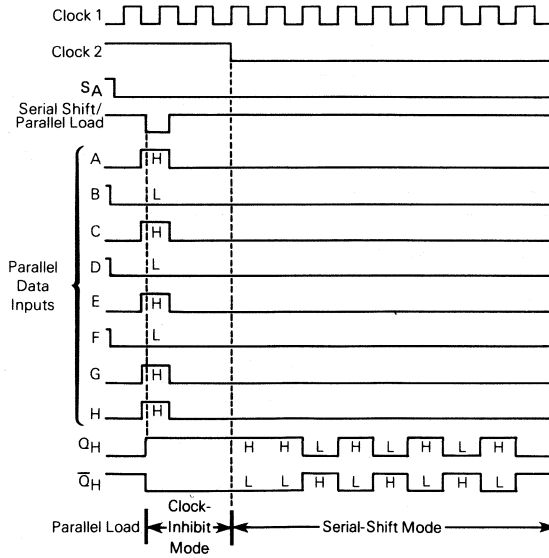 Clock 1
Clock 2
SA
Serial Shift/
Parallel Load
A H
B L
C H
D L
E H
F L
G H
H H
Parallel
Data
Inputs
QH H H L H L H L H
Q̅H L L H L H L H L
Parallel Load
Clock-
Inhibit
Mode
Serial-Shift Mode